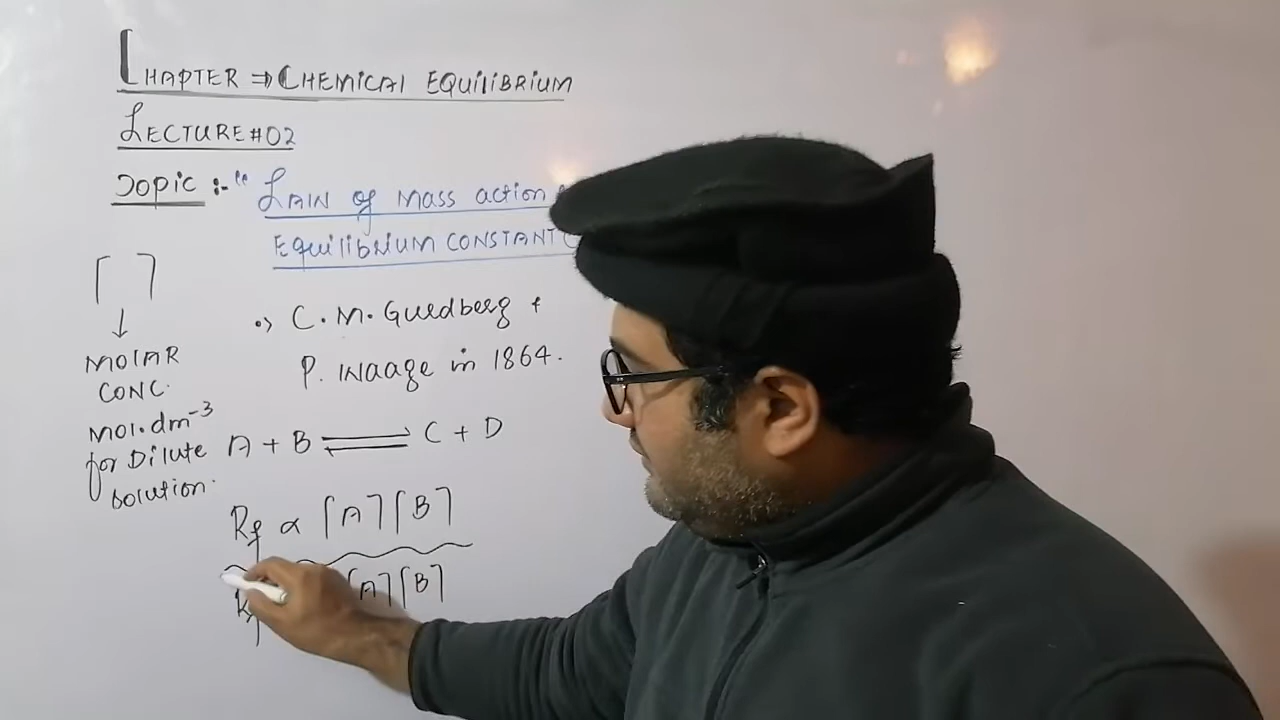 CHAPTER ⇒ CHEMICAL EQUILIBRIUM
LECTURE#02
TOPIC :- "LAW OF MASS ACTION
EQUILIBRIUM CONSTANT
[ ]
↓
MOLAR
CONC.
mol.dm⁻³
for Dilute
solution.
C.M. Guldberg +
P. Waage in 1864.
A + B ⇌ C + D
Rf ∝ [A][B]
[A][B]